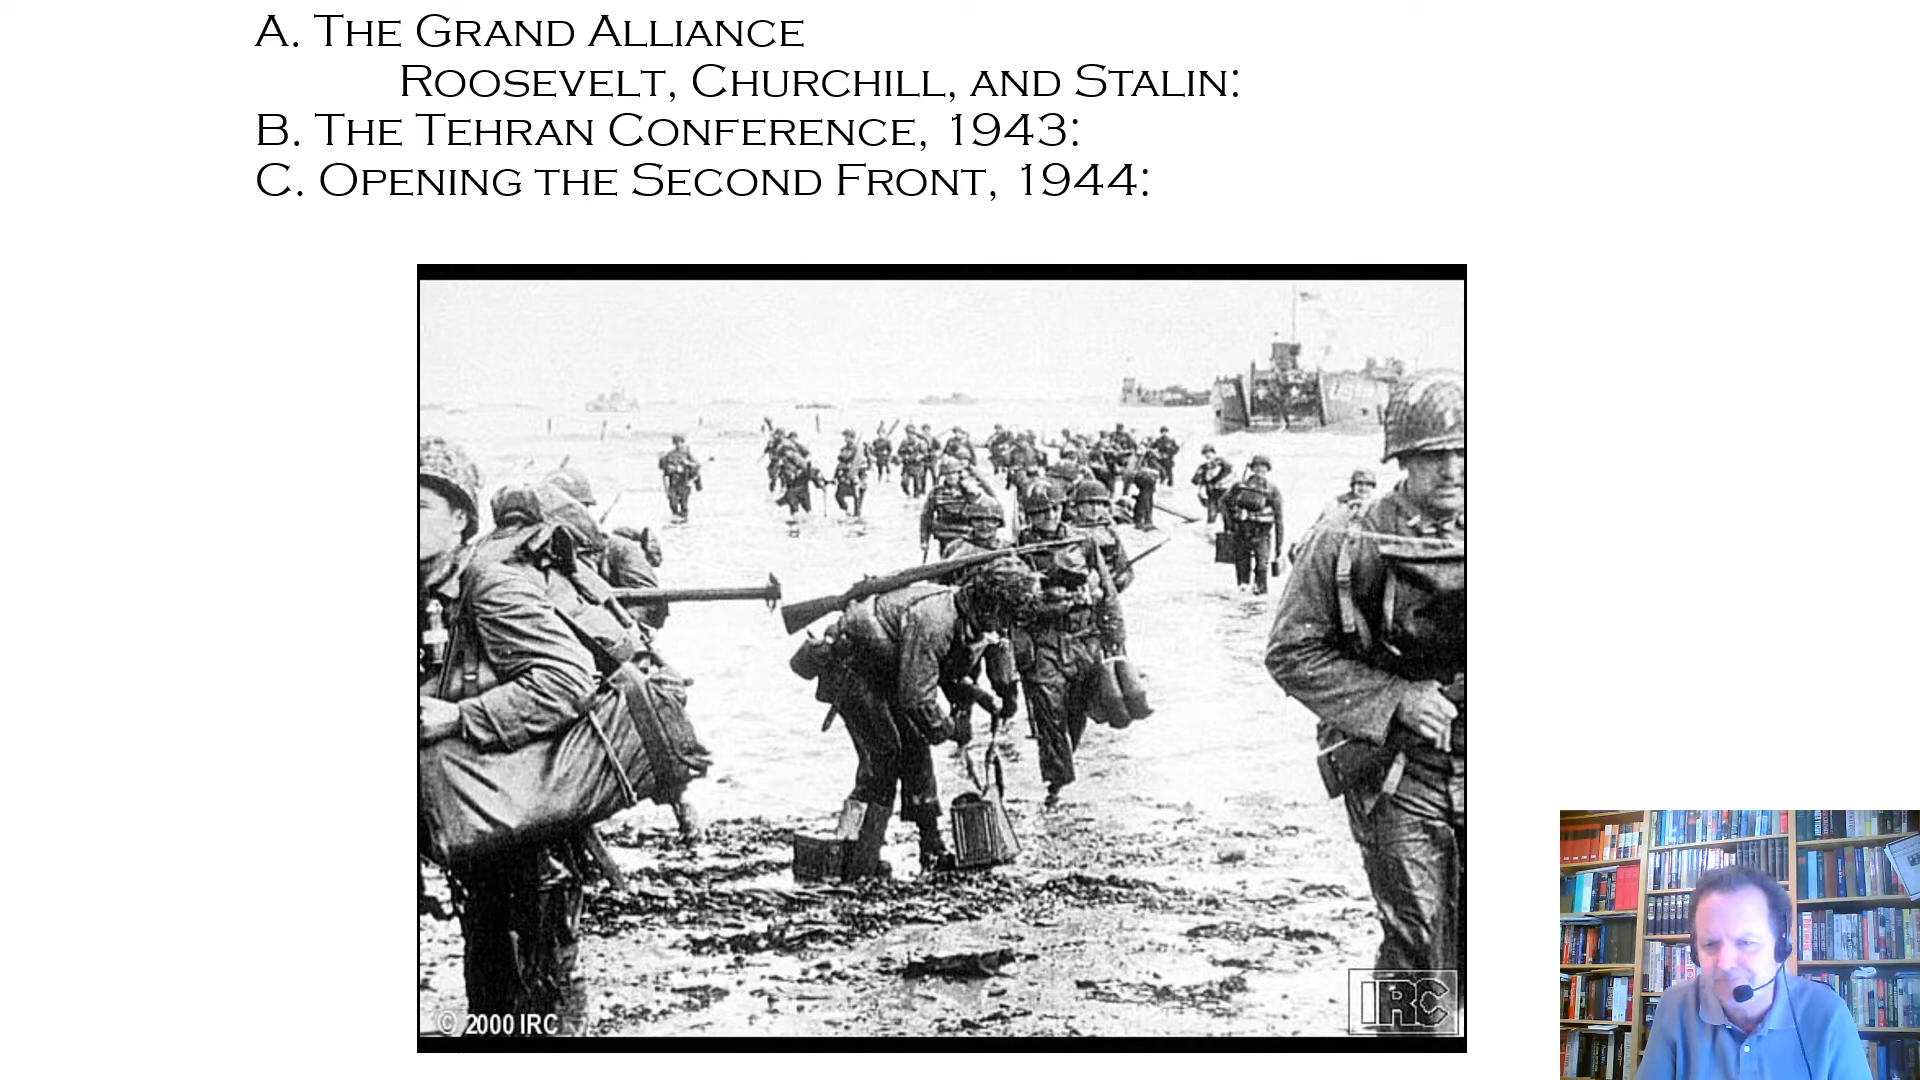 A. The Grand Alliance
Roosevelt, Churchill, and Stalin:
B. The Tehran Conference, 1943:
C. Opening the Second Front, 1944:
© 2000 IRC
IRC